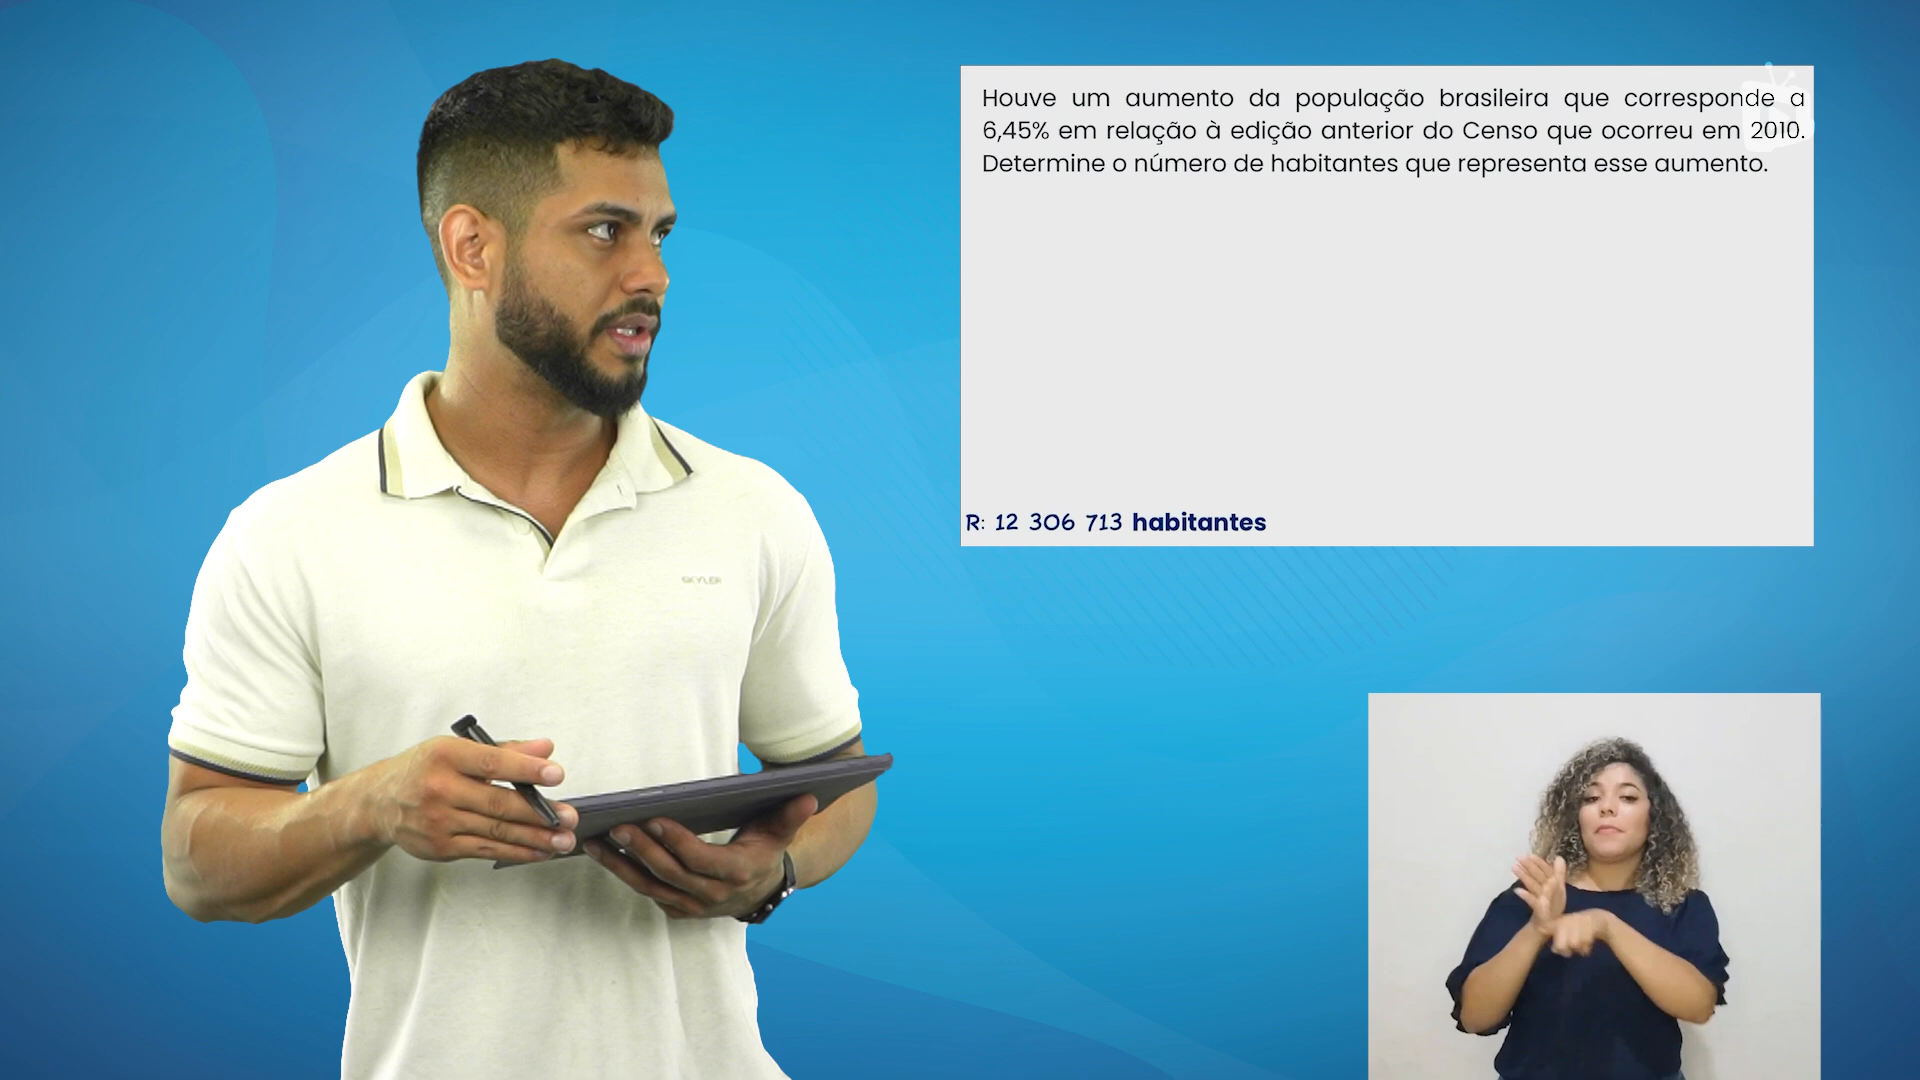 Houve um aumento da população brasileira que corresponde a
6,45% em relação à edição anterior do Censo que ocorreu em 2010.
Determine o número de habitantes que representa esse aumento.
R: 12 306 713 habitantes
SKYLER